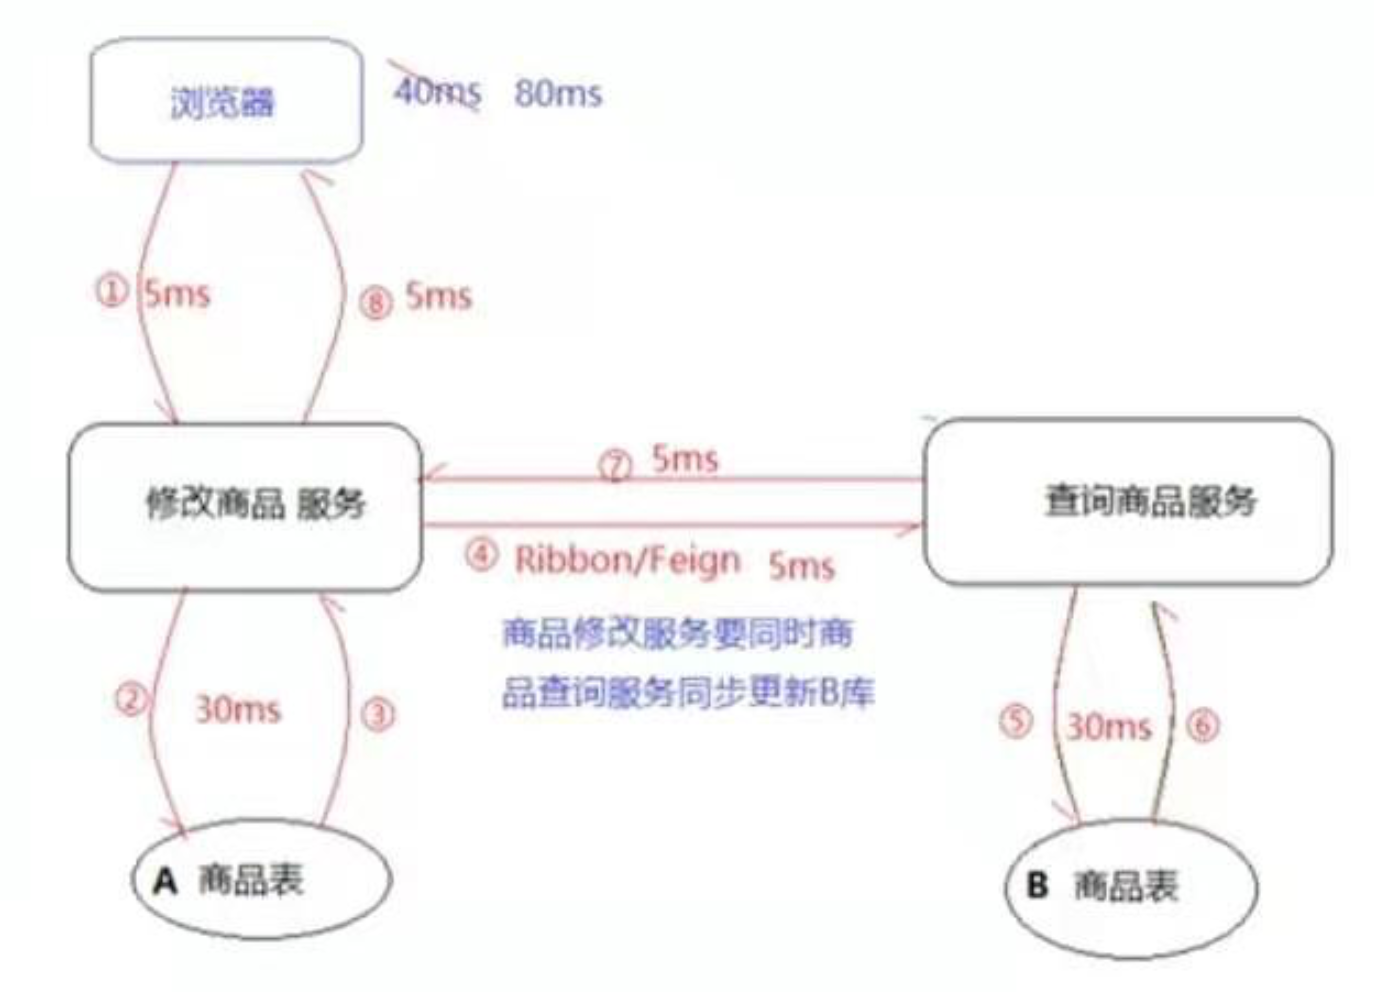 浏览器
40ms 80ms
① 5ms
⑧ 5ms
⑦ 5ms
修改商品 服务
查询商品服务
④ Ribbon/Feign 5ms
商品修改服务要同时商
品查询服务同步更新B库
② 30ms ③
⑤ 30ms ⑥
A 商品表
B 商品表